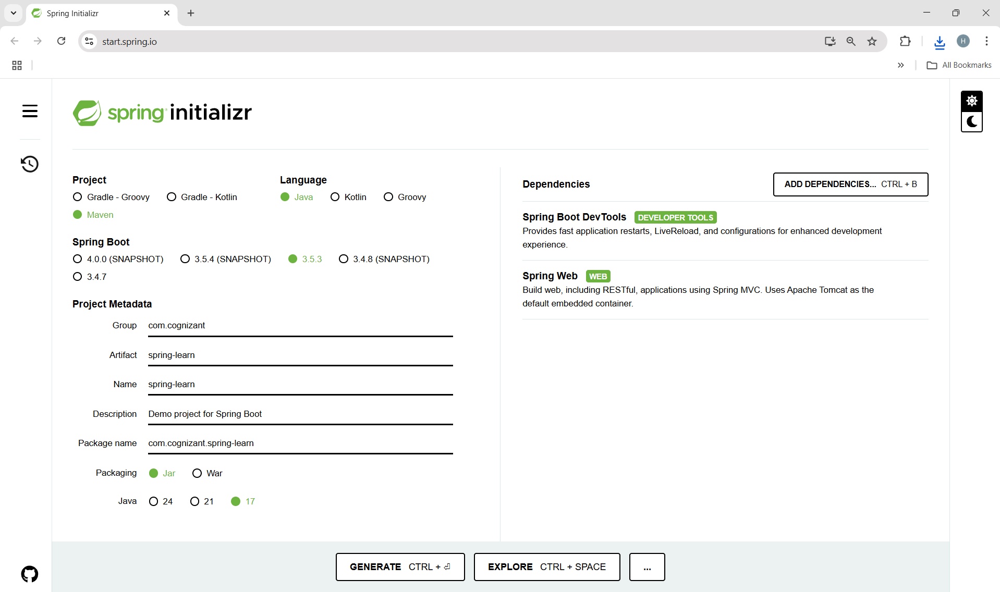 Spring Initializr
start.spring.io
H
All Bookmarks
spring initializr
Project
Gradle - Groovy
Gradle - Kotlin
Maven
Language
Java
Kotlin
Groovy
Spring Boot
4.0.0 (SNAPSHOT)
3.5.4 (SNAPSHOT)
3.5.3
3.4.8 (SNAPSHOT)
3.4.7
Project Metadata
Group com.cognizant
Artifact spring-learn
Name spring-learn
Description Demo project for Spring Boot
Package name com.cognizant.spring-learn
Packaging Jar War
Java 24 21 17
Dependencies
ADD DEPENDENCIES... CTRL + B
Spring Boot DevTools DEVELOPER TOOLS
Provides fast application restarts, LiveReload, and configurations for enhanced development
experience.
Spring Web WEB
Build web, including RESTful, applications using Spring MVC. Uses Apache Tomcat as the
default embedded container.
GENERATE CTRL + ⏎
EXPLORE CTRL + SPACE
...